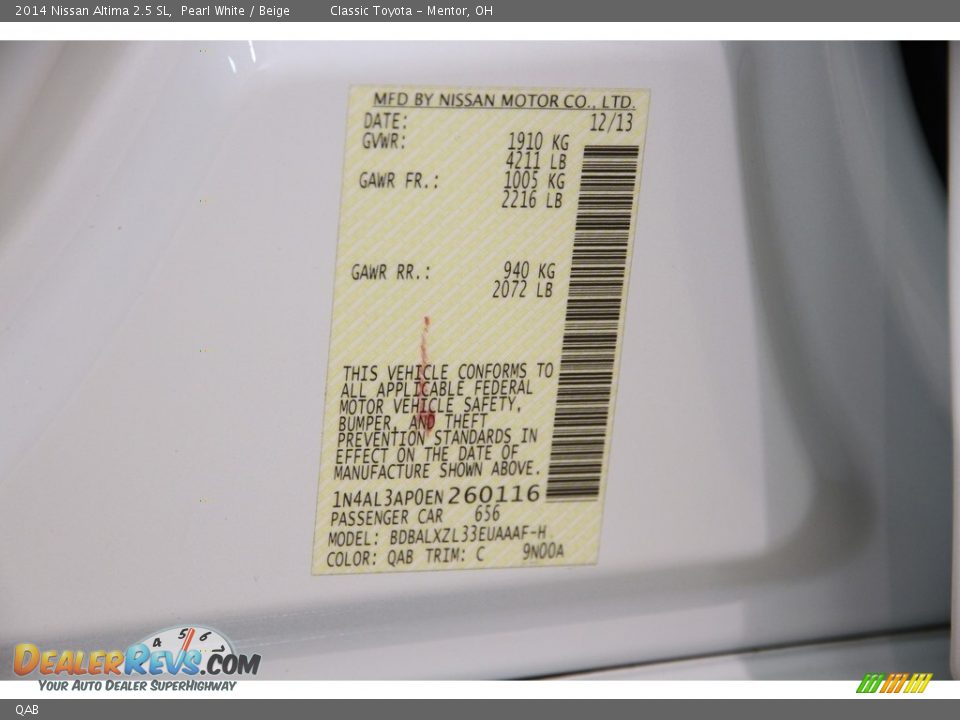 2014 Nissan Altima 2.5 SL, Pearl White / Beige Classic Toyota - Mentor, OH
MFD BY NISSAN MOTOR CO., LTD.
DATE: 12/13
GVWR: 1910 KG
4211 LB
GAWR FR.: 1005 KG
2216 LB
GAWR RR.: 940 KG
2072 LB
THIS VEHICLE CONFORMS TO
ALL APPLICABLE FEDERAL
MOTOR VEHICLE SAFETY,
BUMPER, AND THEFT
PREVENTION STANDARDS IN
EFFECT ON THE DATE OF
MANUFACTURE SHOWN ABOVE.
1N4AL3AP0EN260116
PASSENGER CAR 656
MODEL: BDBALXZL33EUAAAF-H
COLOR: QAB TRIM: C 9N00A
4 5 6 7
DEALERREVS.COM
YOUR AUTO DEALER SUPERHIGHWAY
QAB